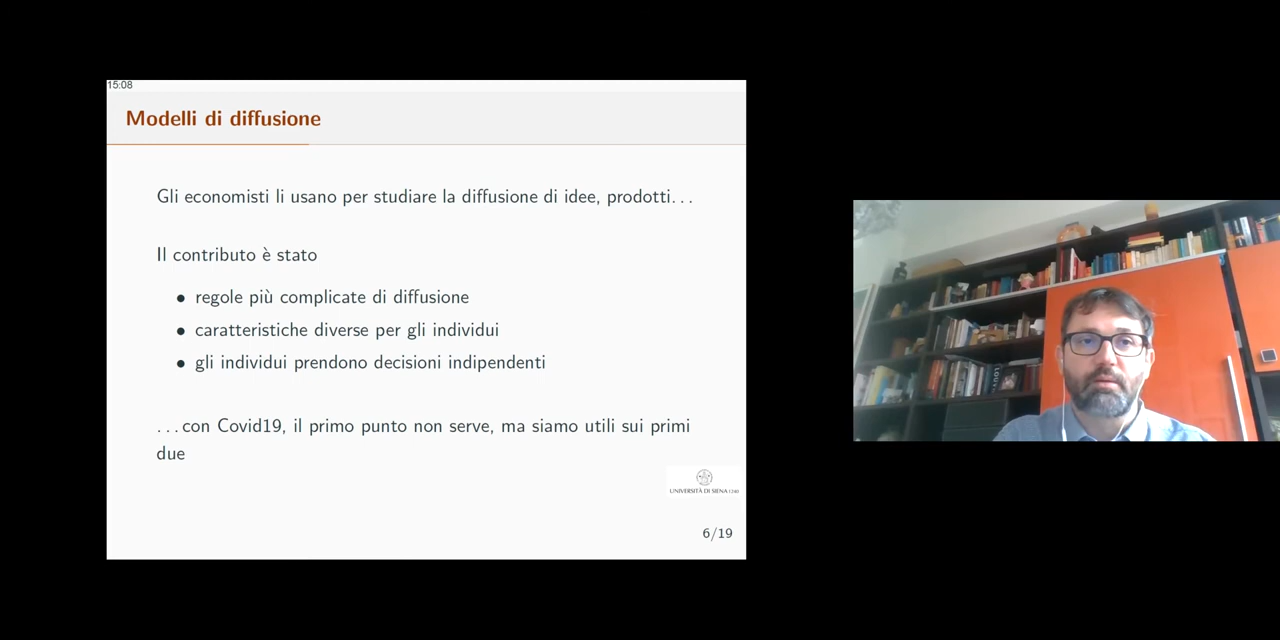 15:08
Modelli di diffusione
Gli economisti li usano per studiare la diffusione di idee, prodotti...
Il contributo è stato
• regole più complicate di diffusione
• caratteristiche diverse per gli individui
• gli individui prendono decisioni indipendenti
...con Covid19, il primo punto non serve, ma siamo utili sui primi
due
UNIVERSITÀ DI SIENA 1240
6/19